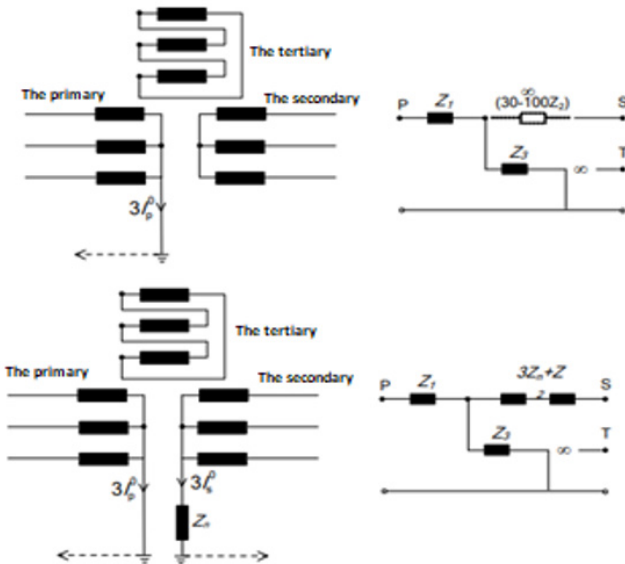 The tertiary
The primary
The secondary
3I⁰ₚ
P
Z₁
∞
(30-100Z₂)
S
Z₃
∞
T
The tertiary
The primary
The secondary
3I⁰ₚ
3I⁰ₛ
Zₙ
P
Z₁
3Zₙ+Z
2
S
Z₃
∞
T